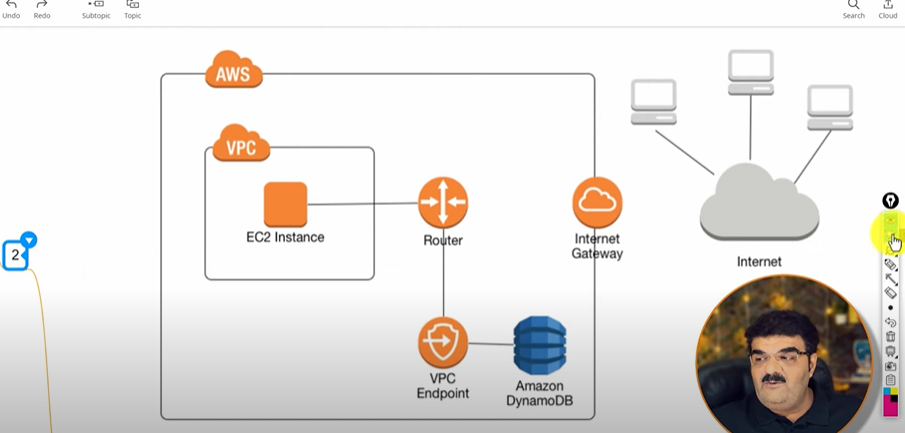 Undo
Redo
Subtopic
Topic
Search
Cloud
AWS
VPC
EC2 Instance
Router
Internet
Gateway
Internet
2
VPC
Endpoint
Amazon
DynamoDB